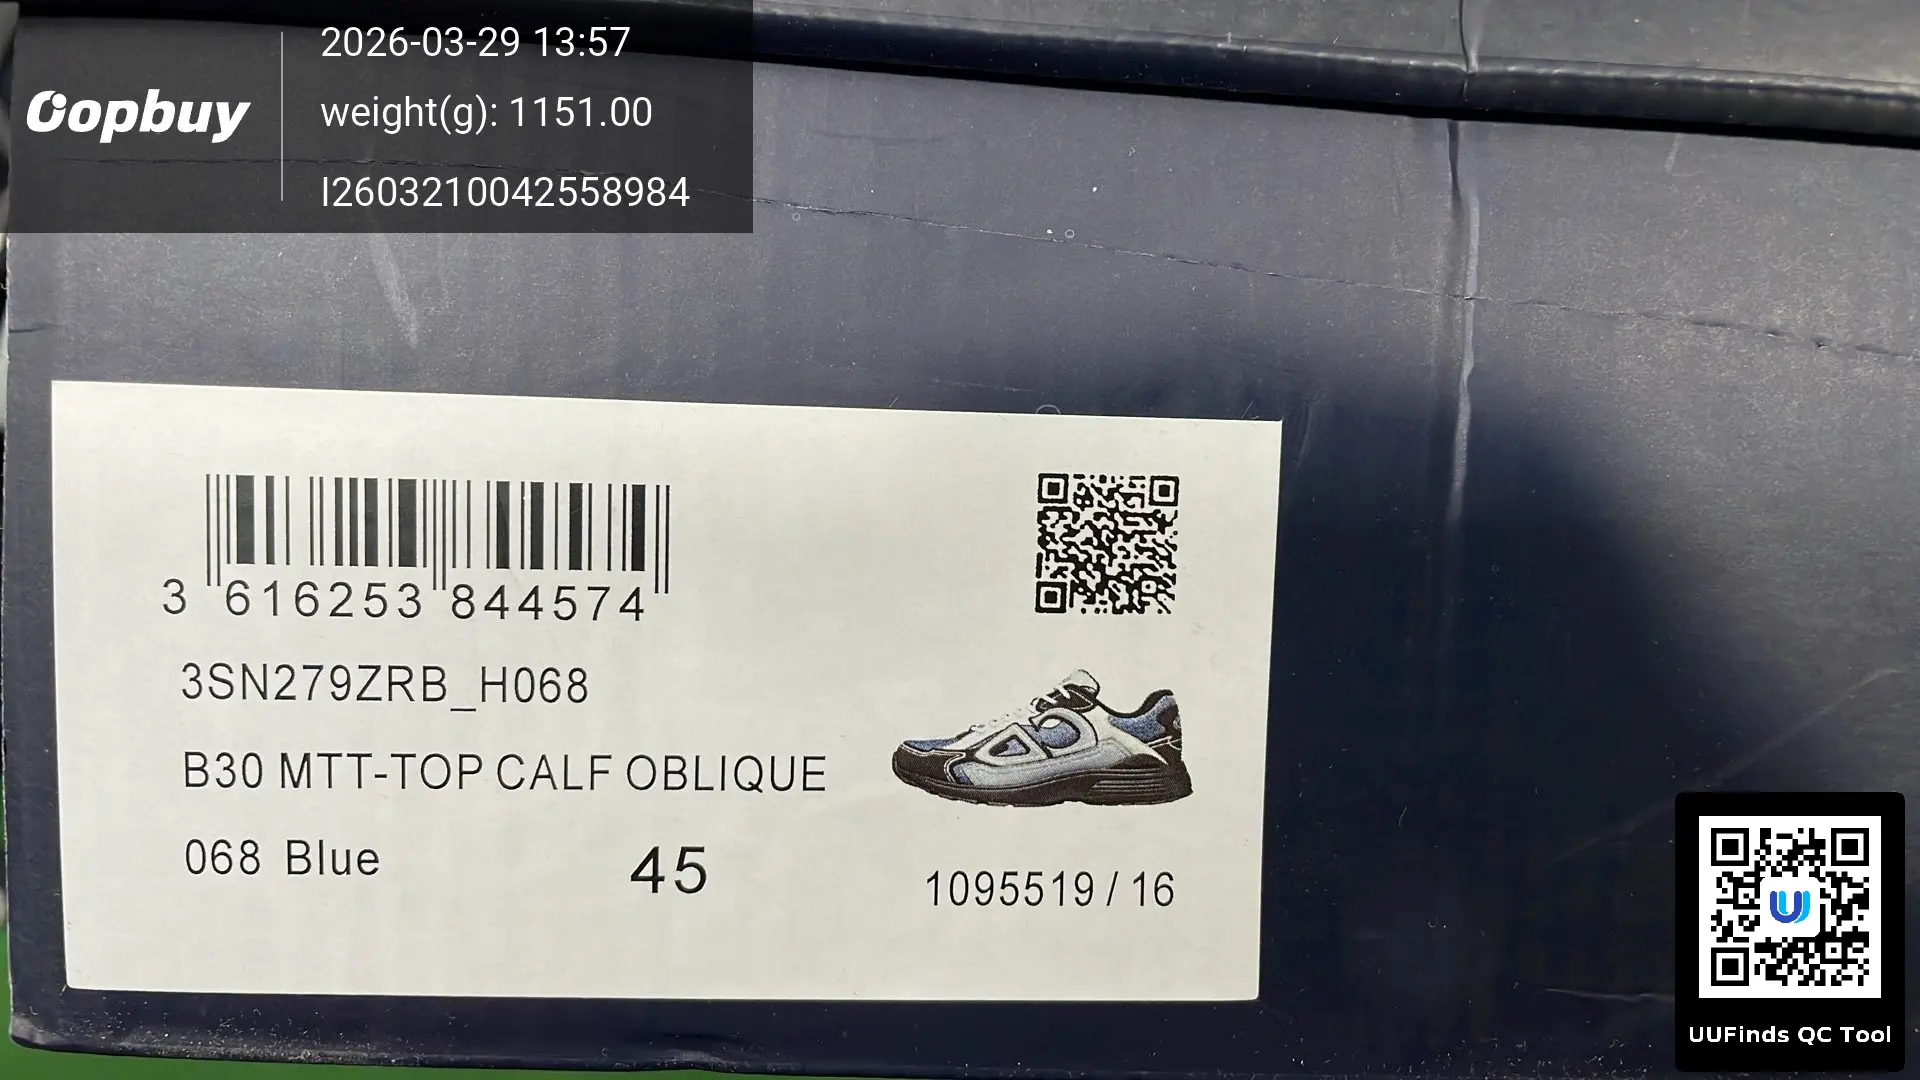 2026-03-29 13:57
oopbuy
weight(g): 1151.00
I2603210042558984
3 616253 844574
3SN279ZRB_H068
B30 MTT-TOP CALF OBLIQUE
068 Blue
45
1095519 / 16
UUFinds QC Tool